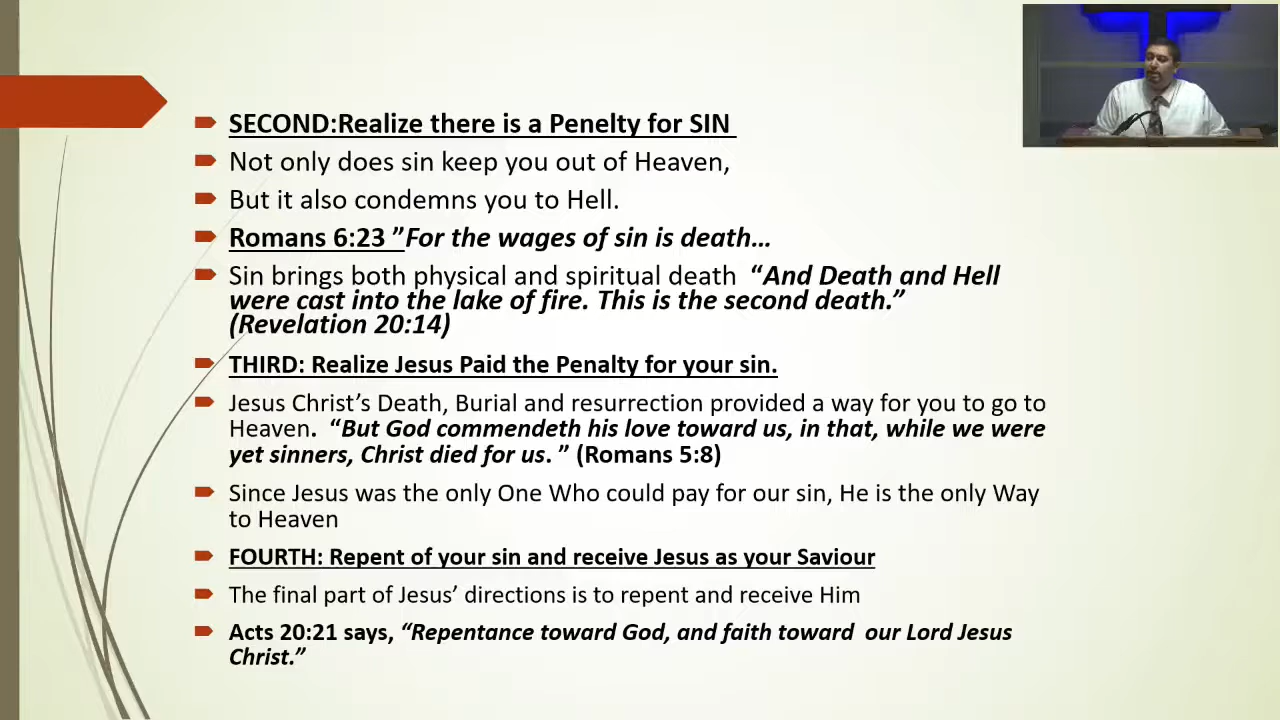 SECOND:Realize there is a Penelty for SIN
Not only does sin keep you out of Heaven,
But it also condemns you to Hell.
Romans 6:23 ”For the wages of sin is death…
Sin brings both physical and spiritual death “And Death and Hell
were cast into the lake of fire. This is the second death.”
(Revelation 20:14)
THIRD: Realize Jesus Paid the Penalty for your sin.
Jesus Christ’s Death, Burial and resurrection provided a way for you to go to
Heaven. “But God commendeth his love toward us, in that, while we were
yet sinners, Christ died for us. ” (Romans 5:8)
Since Jesus was the only One Who could pay for our sin, He is the only Way
to Heaven
FOURTH: Repent of your sin and receive Jesus as your Saviour
The final part of Jesus’ directions is to repent and receive Him
Acts 20:21 says, “Repentance toward God, and faith toward our Lord Jesus
Christ.”